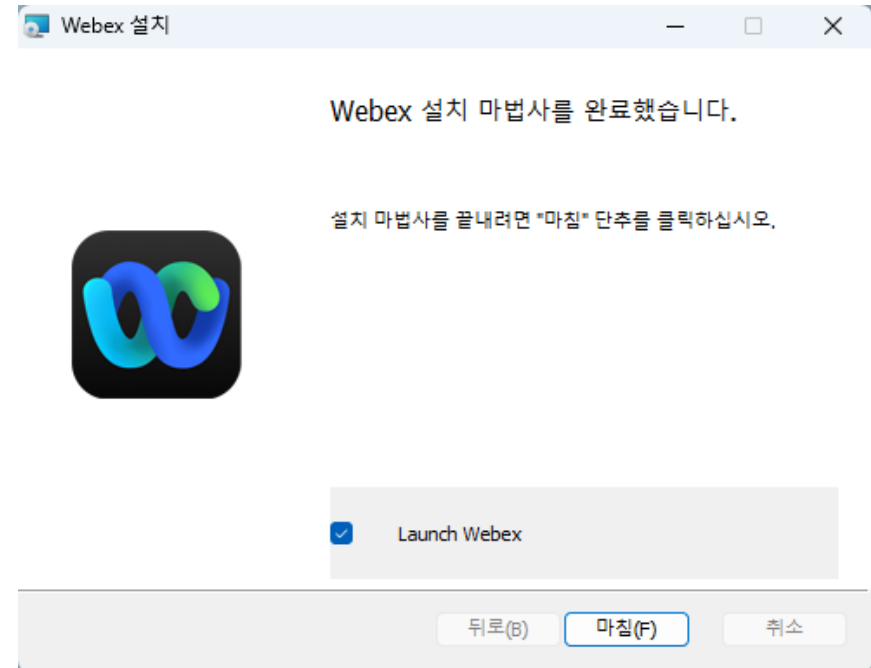 Webex 설치
Webex 설치 마법사를 완료했습니다.
설치 마법사를 끝내려면 "마침" 단추를 클릭하십시오.
Launch Webex
뒤로(B) 마침(F) 취소